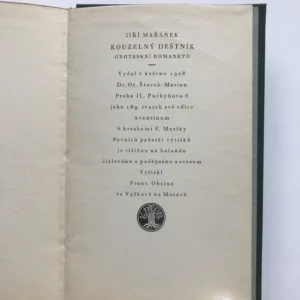 JIŘÍ MAŘÁNEK
KOUZELNÝ DEŠTNÍK
GROTESKNÍ ROMANETO
Vydal v květnu 1928
Dr. Ot. Štorch-Marien
Praha II, Purkyňova 6
jako 189. svazek své edice
Aventinum
S kresbami F. Muziky
Prvních padesát výtisků
je tištěno na holandu
číslováno a podepsáno autorem
Vytiskl
Frant. Obzina
ve Vyškově na Moravě